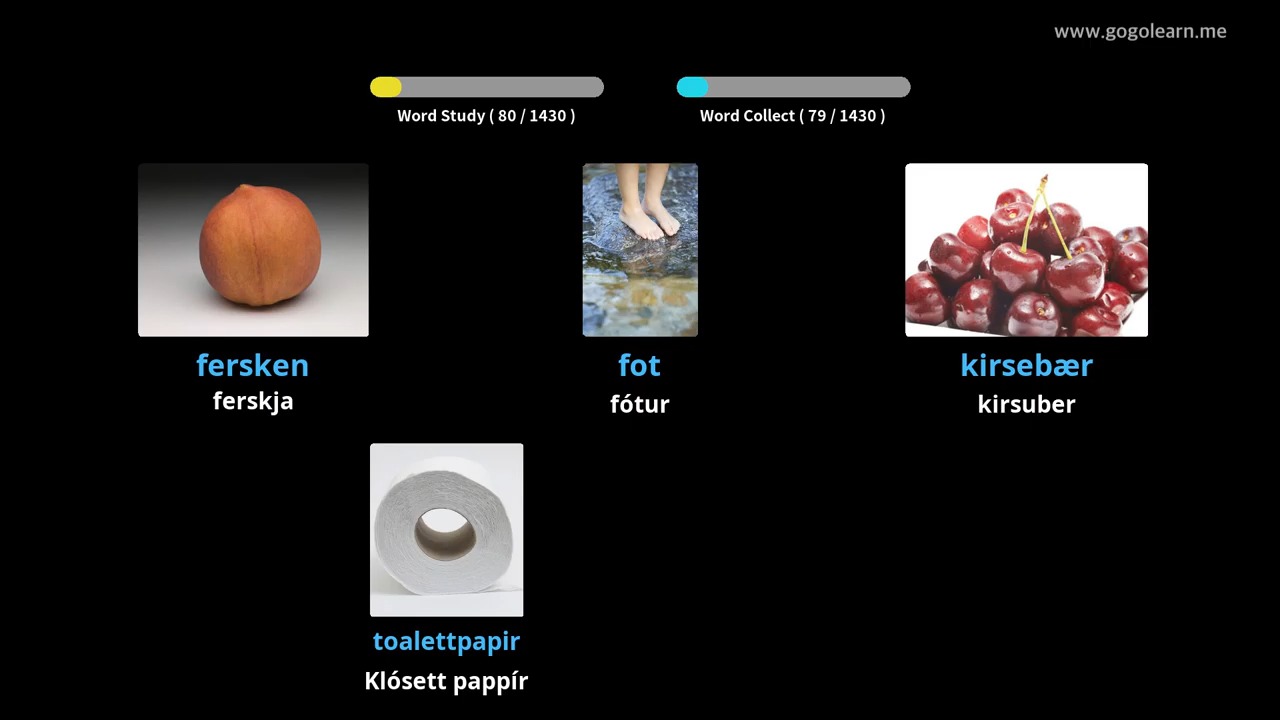 www.gogolearn.me
Word Study ( 80 / 1430 )
Word Collect ( 79 / 1430 )
fersken
ferskja
fot
fótur
kirsebær
kirsuber
toalettpapir
Klósett pappír